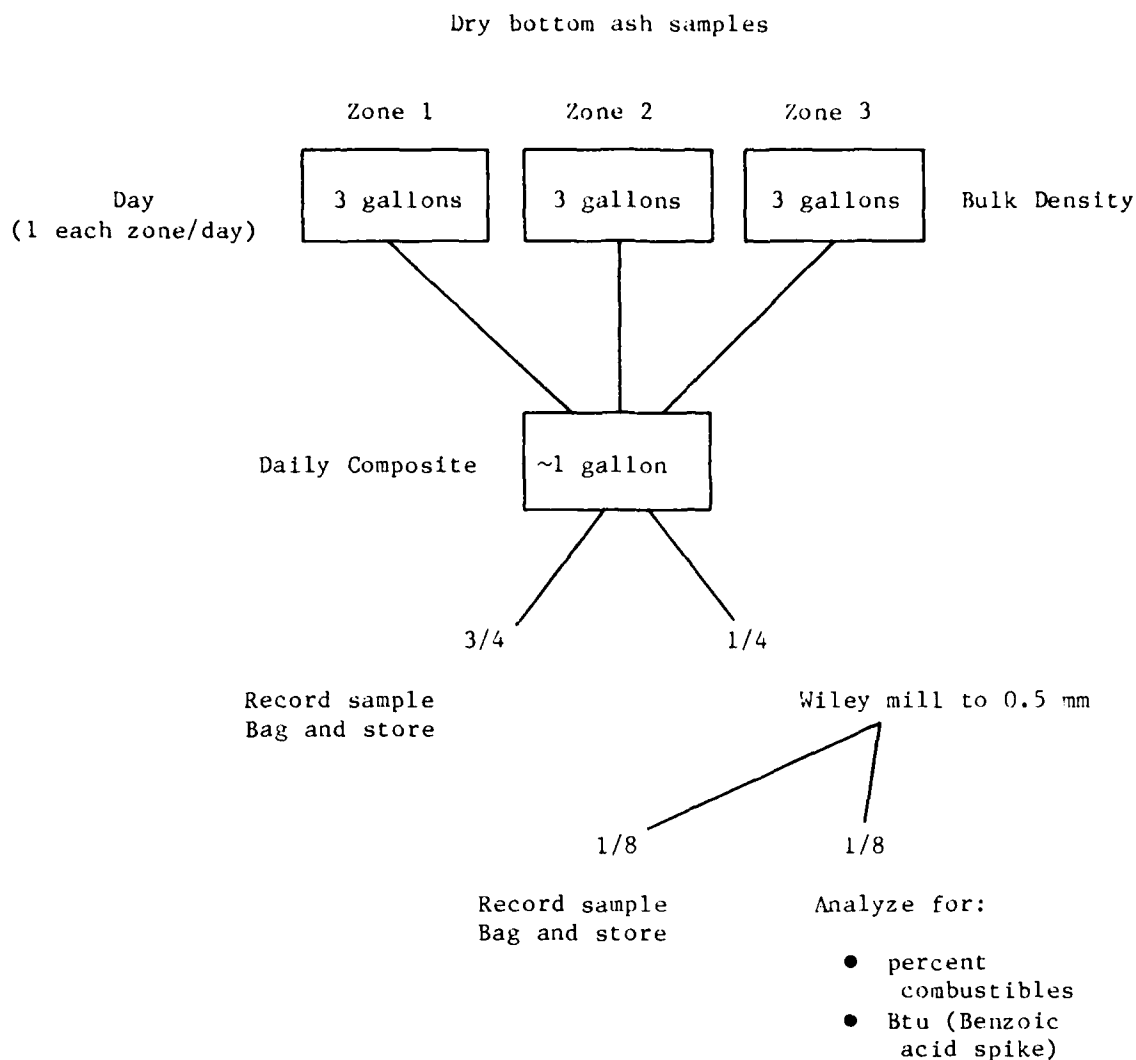 Dry bottom ash samples
Zone 1 Zone 2 Zone 3
Day
(1 each zone/day)
3 gallons 3 gallons 3 gallons
Bulk Density
Daily Composite
~1 gallon
3/4 1/4
Record sample
Bag and store
Wiley mill to 0.5 mm
1/8 1/8
Record sample
Bag and store
Analyze for:
● percent
combustibles
● Btu (Benzoic
acid spike)